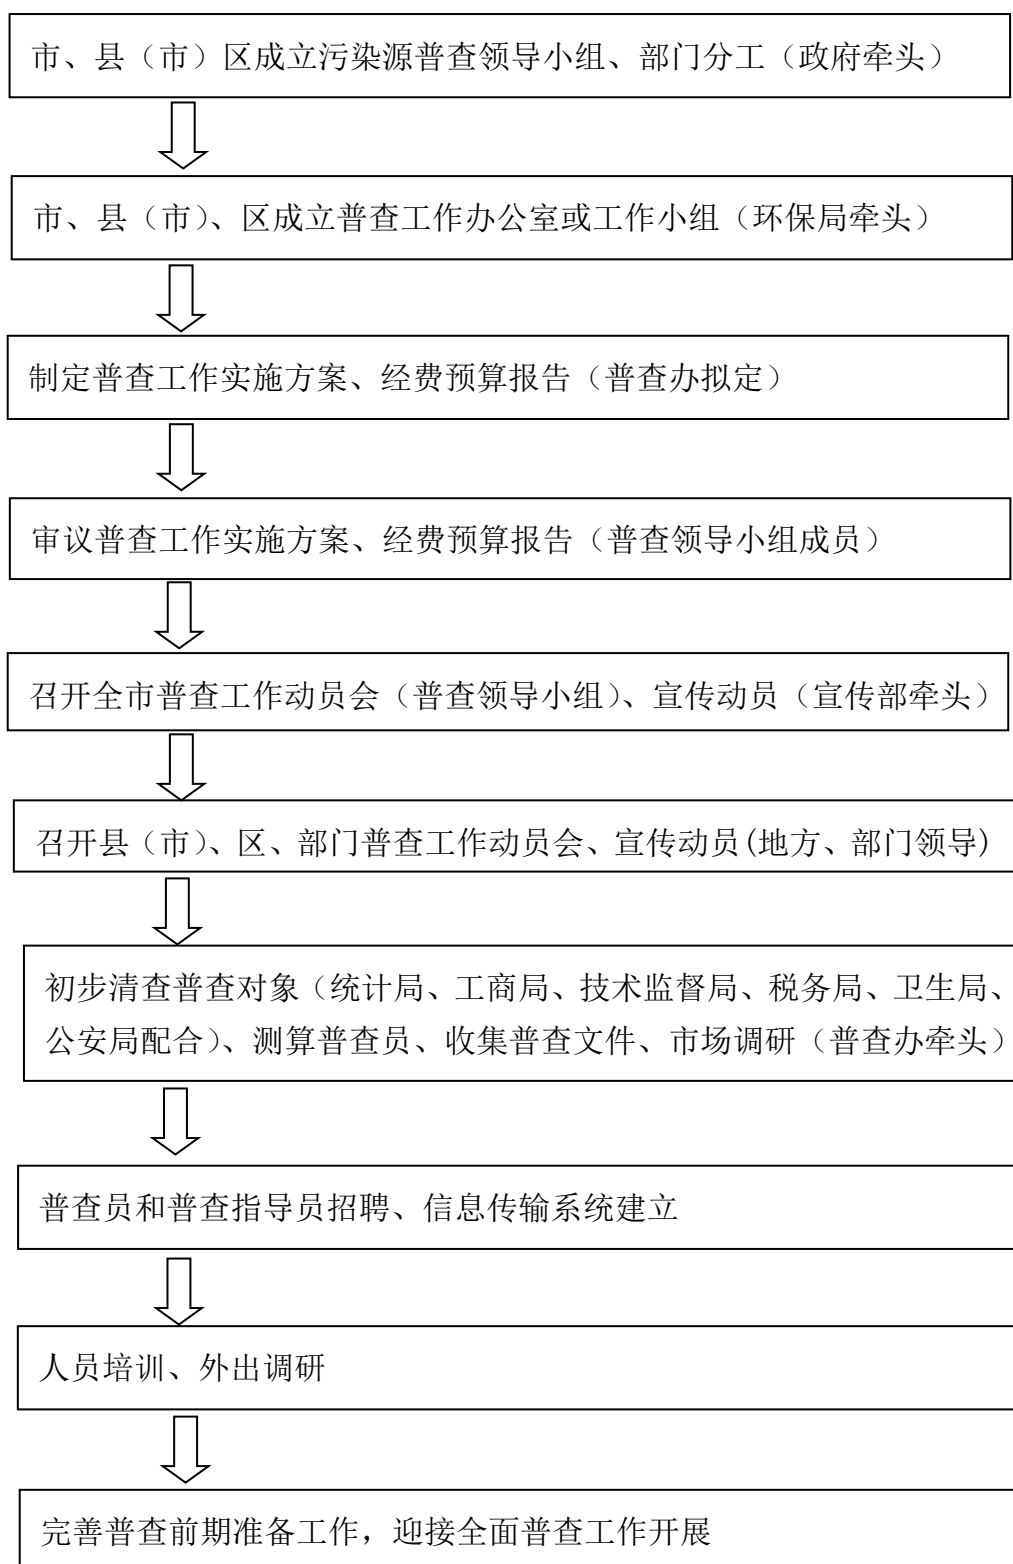 市、县（市）区成立污染源普查领导小组、部门分工（政府牵头）
市、县（市）、区成立普查工作办公室或工作小组（环保局牵头）
制定普查工作实施方案、经费预算报告（普查办拟定）
审议普查工作实施方案、经费预算报告（普查领导小组成员）
召开全市普查工作动员会（普查领导小组）、宣传动员（宣传部牵头）
召开县（市）、区、部门普查工作动员会、宣传动员(地方、部门领导)
初步清查普查对象（统计局、工商局、技术监督局、税务局、卫生局、
公安局配合）、测算普查员、收集普查文件、市场调研（普查办牵头）
普查员和普查指导员招聘、信息传输系统建立
人员培训、外出调研
完善普查前期准备工作，迎接全面普查工作开展